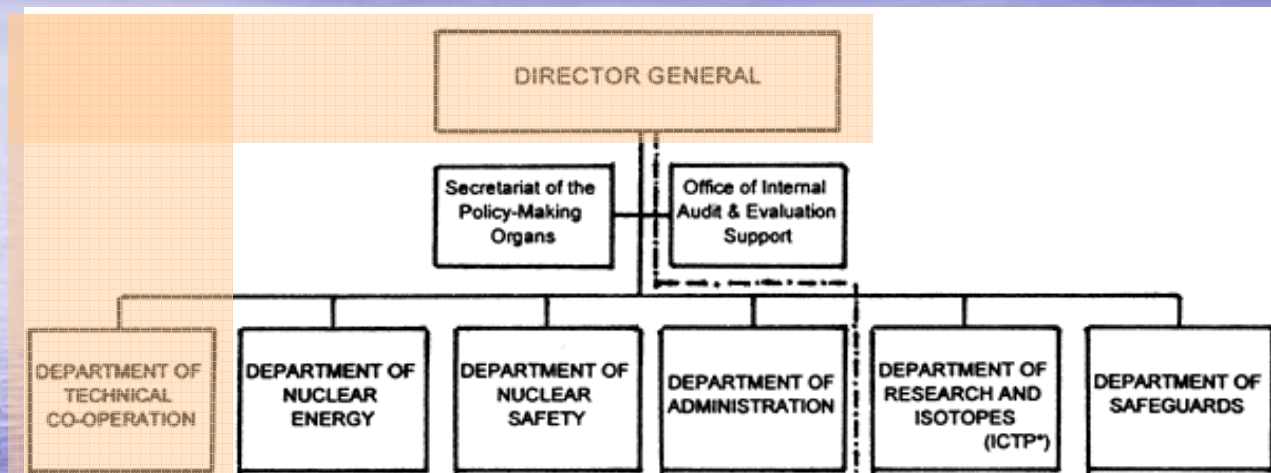 DIRECTOR GENERAL
Secretariat of the
Policy-Making
Organs
Office of Internal
Audit & Evaluation
Support
DEPARTMENT OF
TECHNICAL
CO-OPERATION
DEPARTMENT OF
NUCLEAR
ENERGY
DEPARTMENT OF
NUCLEAR
SAFETY
DEPARTMENT OF
ADMINISTRATION
DEPARTMENT OF
RESEARCH AND
ISOTOPES
(ICTP*)
DEPARTMENT OF
SAFEGUARDS